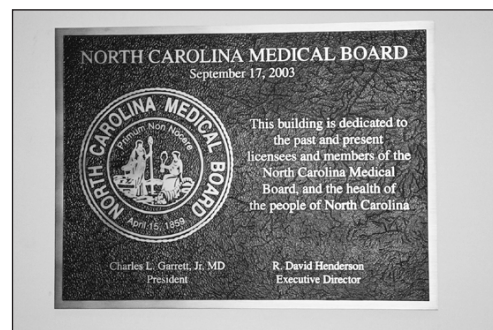 NORTH CAROLINA MEDICAL BOARD
September 17, 2003
NORTH CAROLINA MEDICAL BOARD
Primum Non Nocere
April 15, 1859
This building is dedicated to
the past and present
licensees and members of the
North Carolina Medical
Board, and the health of
the people of North Carolina
Charles L. Garrett, Jr. MD
President
R. David Henderson
Executive Director